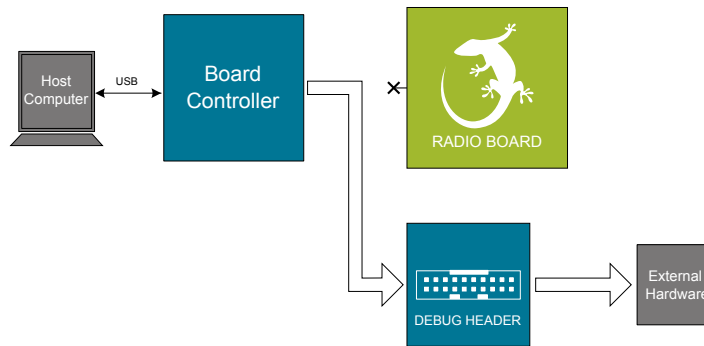 Host
Computer
USB
Board
Controller
RADIO BOARD
DEBUG HEADER
External
Hardware